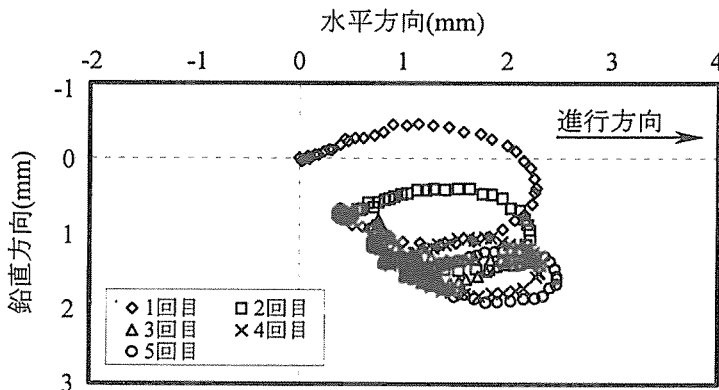 水平方向(mm)
-2 -1 0 1 2 3 4
-1
進行方向
0
鉛直方向(mm)
1
2
3
◇ 1回目 □ 2回目
△ 3回目 × 4回目
○ 5回目